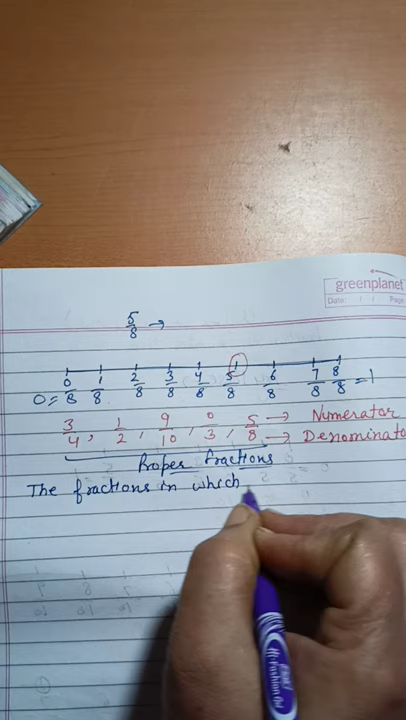 greenplanet
Date: / / Page
5/8 →
0/8 1/8 2/8 3/8 4/8 5/8 6/8 7/8 8/8 = 1
0=
3/4, 1/2, 9/10, 0/3, 5/8 → Numerator
→ Denominato
Proper fractions
The fractions in which